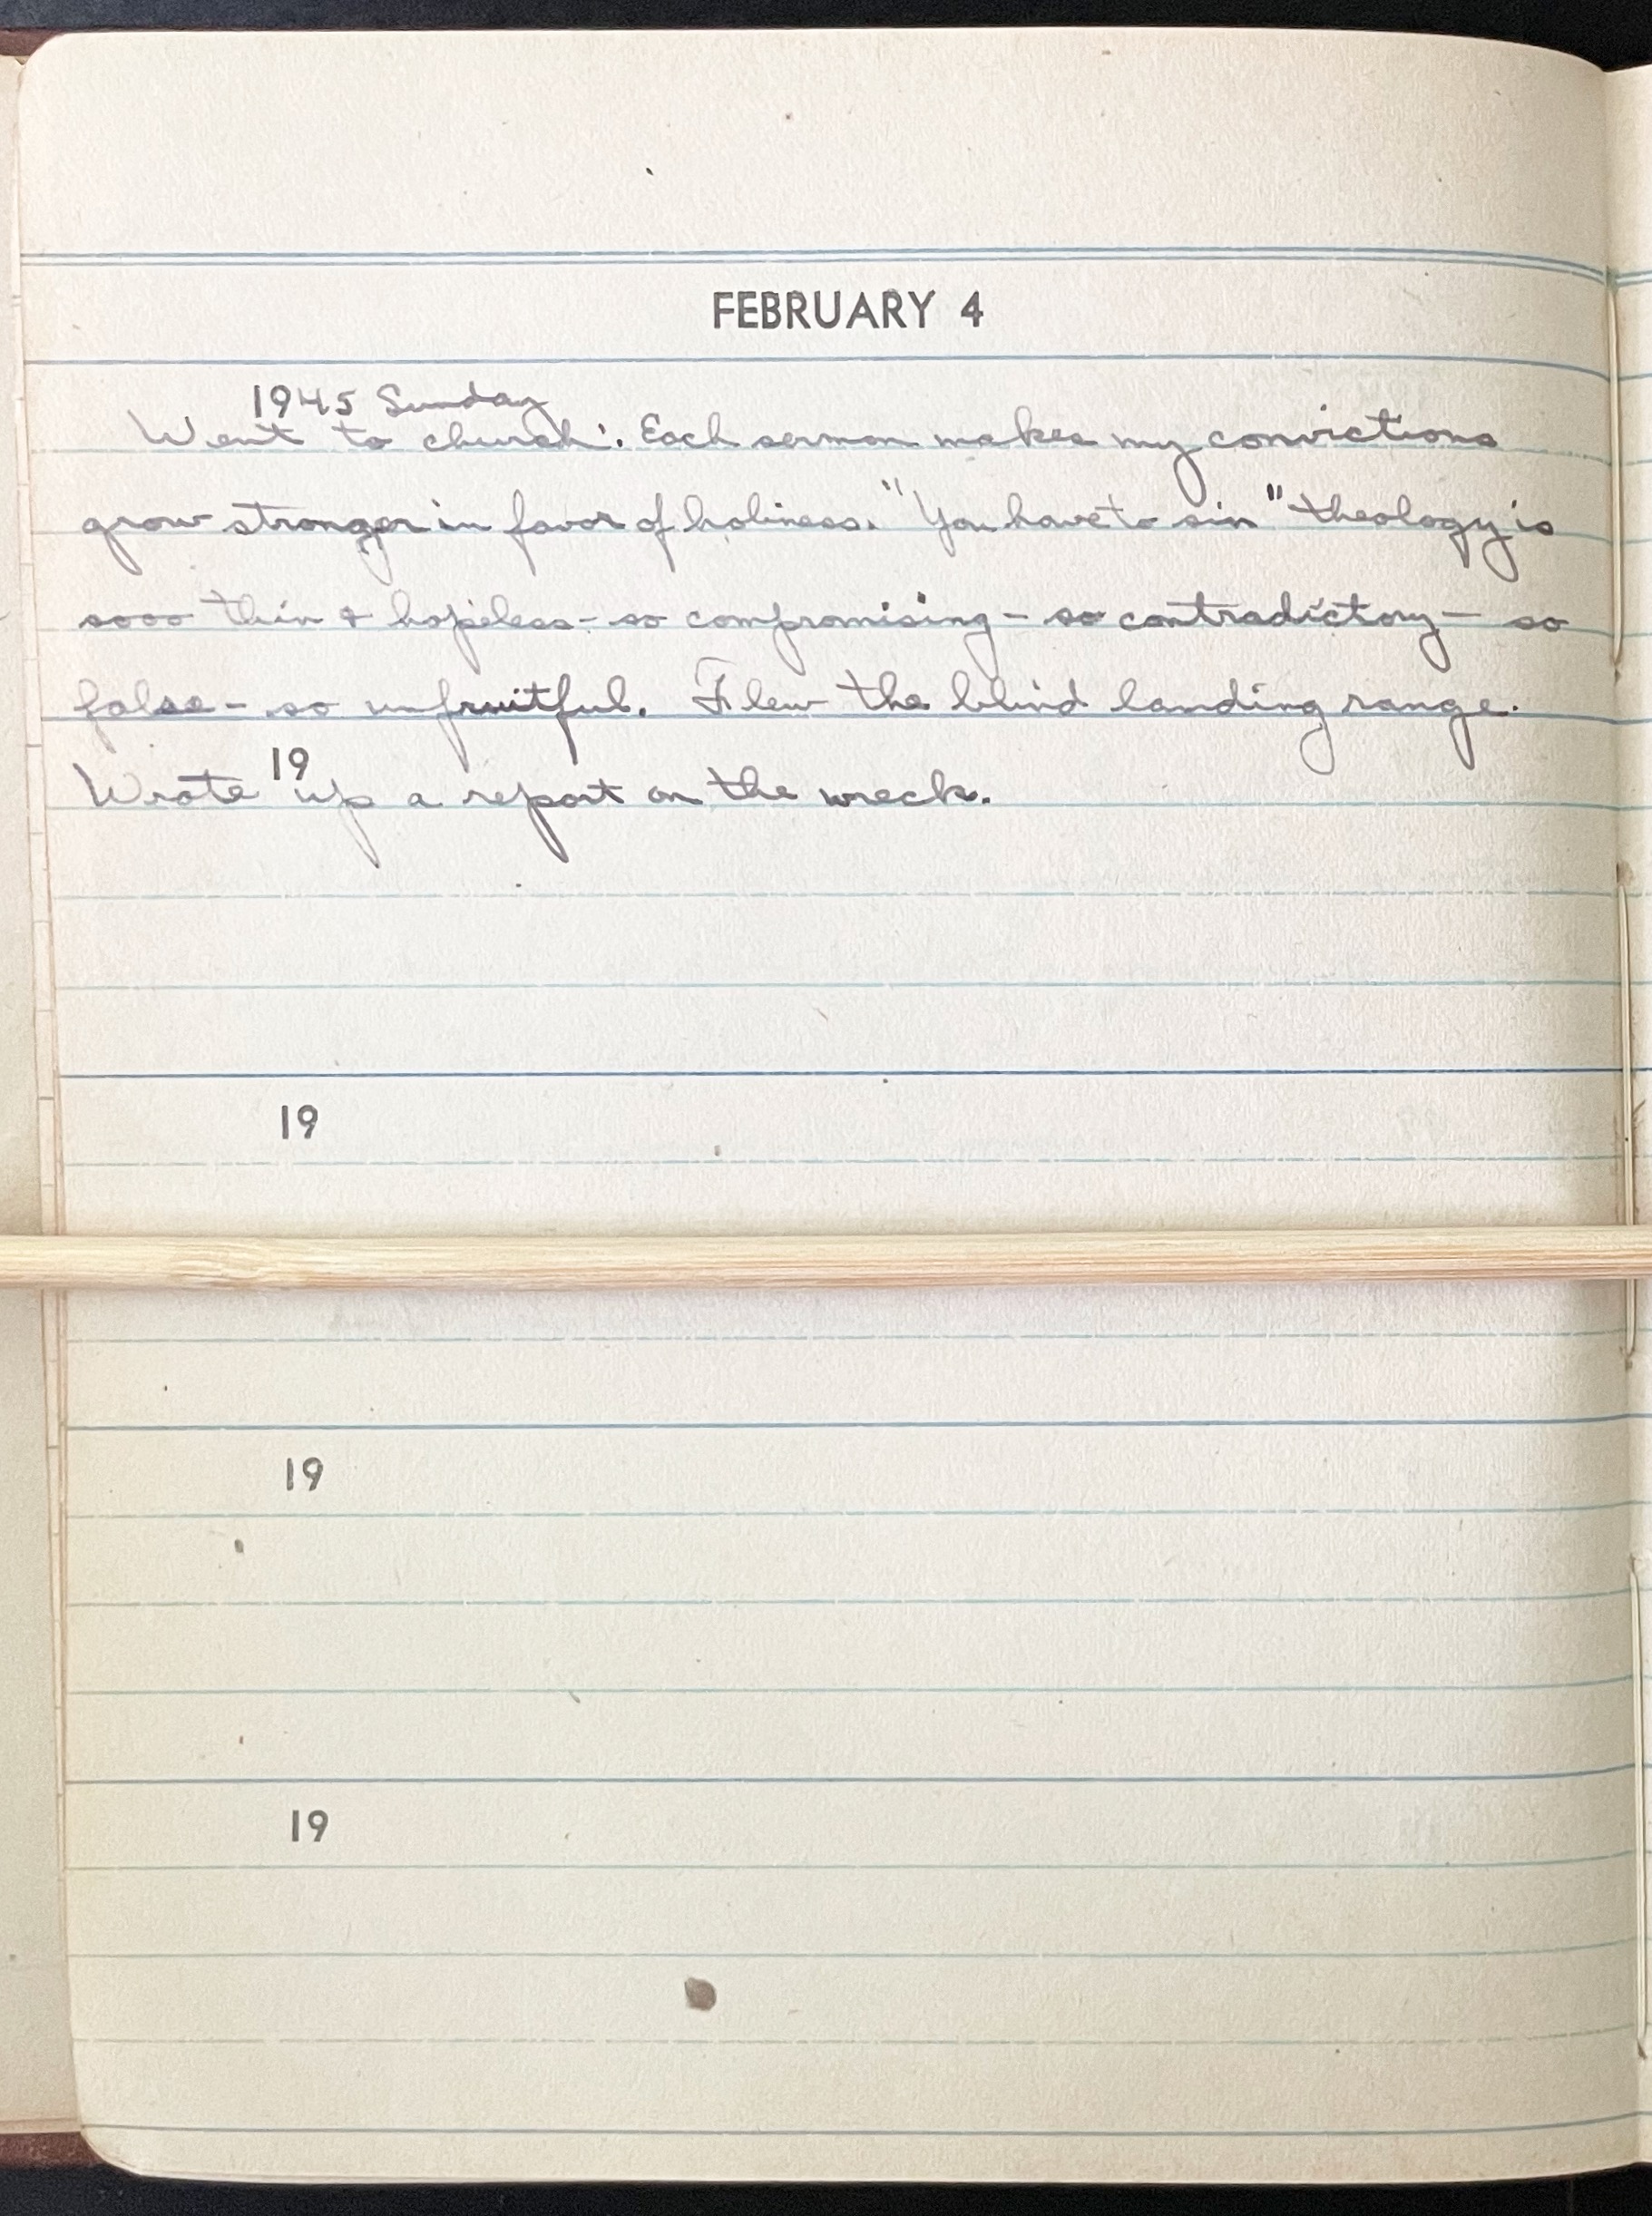 FEBRUARY 4
1945 Sunday
Went to church. Each sermon makes my convictions
grow stronger in favor of holiness. "You have to sin" theology is
sooo thin & hopeless - so compromising - so contradictory - so
false - so unfruitful. Flew the blind landing range.
19
Wrote up a report on the wreck.
19
19
19